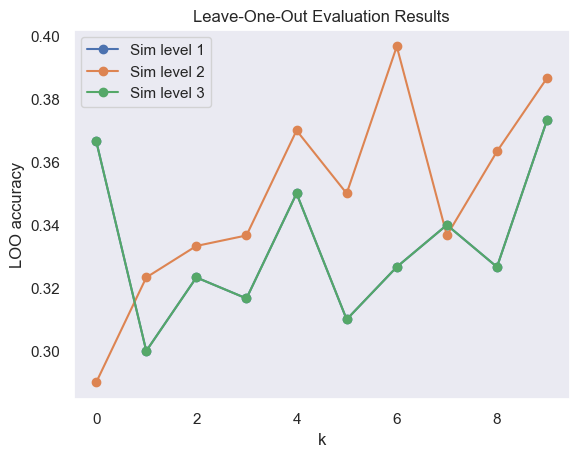 Leave-One-Out Evaluation Results
Sim level 1
Sim level 2
Sim level 3
LOO accuracy
0.40
0.38
0.36
0.34
0.32
0.30
0 2 4 6 8
k